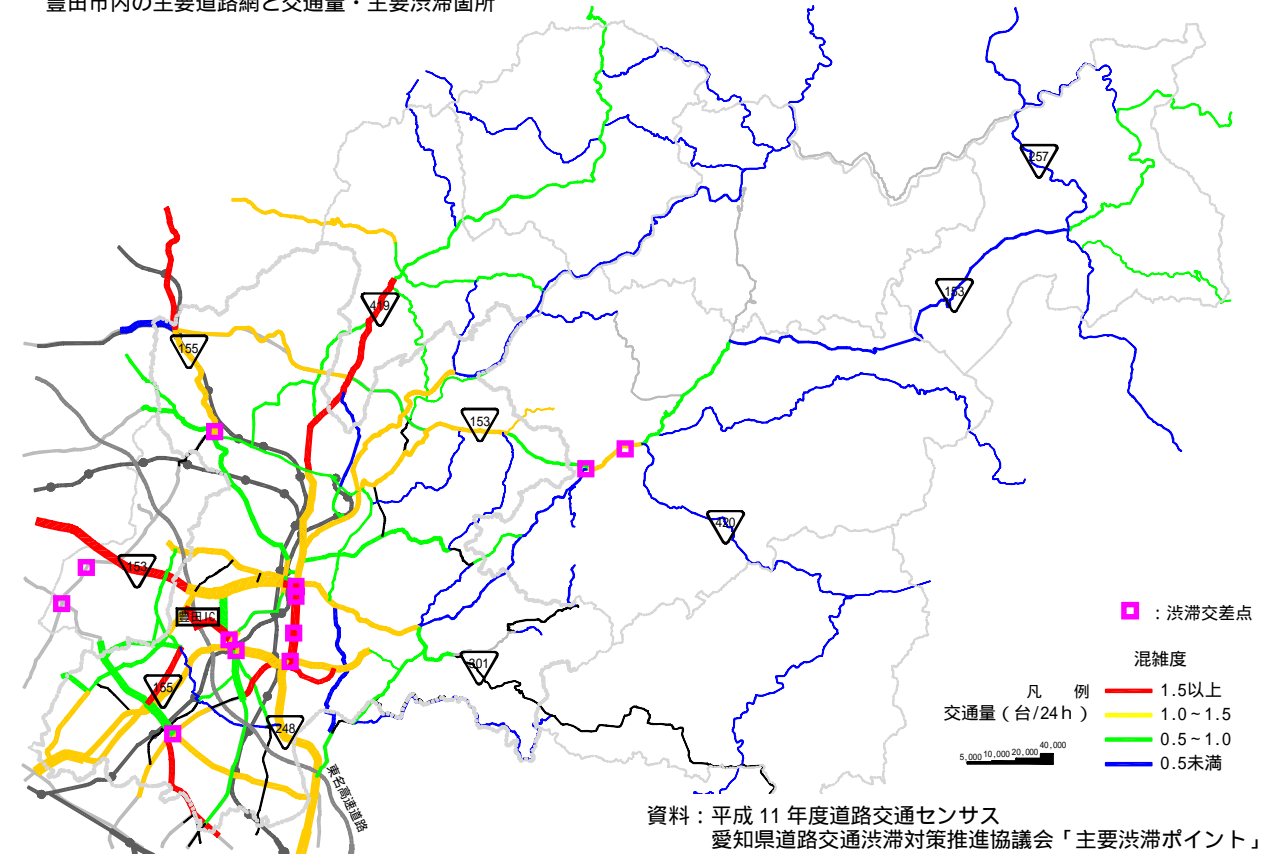 豊田市内の主要道路網と交通量・主要渋滞箇所
257
153
419
155
153
420
153
豊田IC
301
155
248
東名高速道路
：渋滞交差点
混雑度
凡 例
交通量（台/24ｈ）
1.5以上
1.0～1.5
0.5～1.0
0.5未満
5,000 10,000 20,000 40,000
資料：平成 11 年度道路交通センサス
愛知県道路交通渋滞対策推進協議会「主要渋滞ポイント」